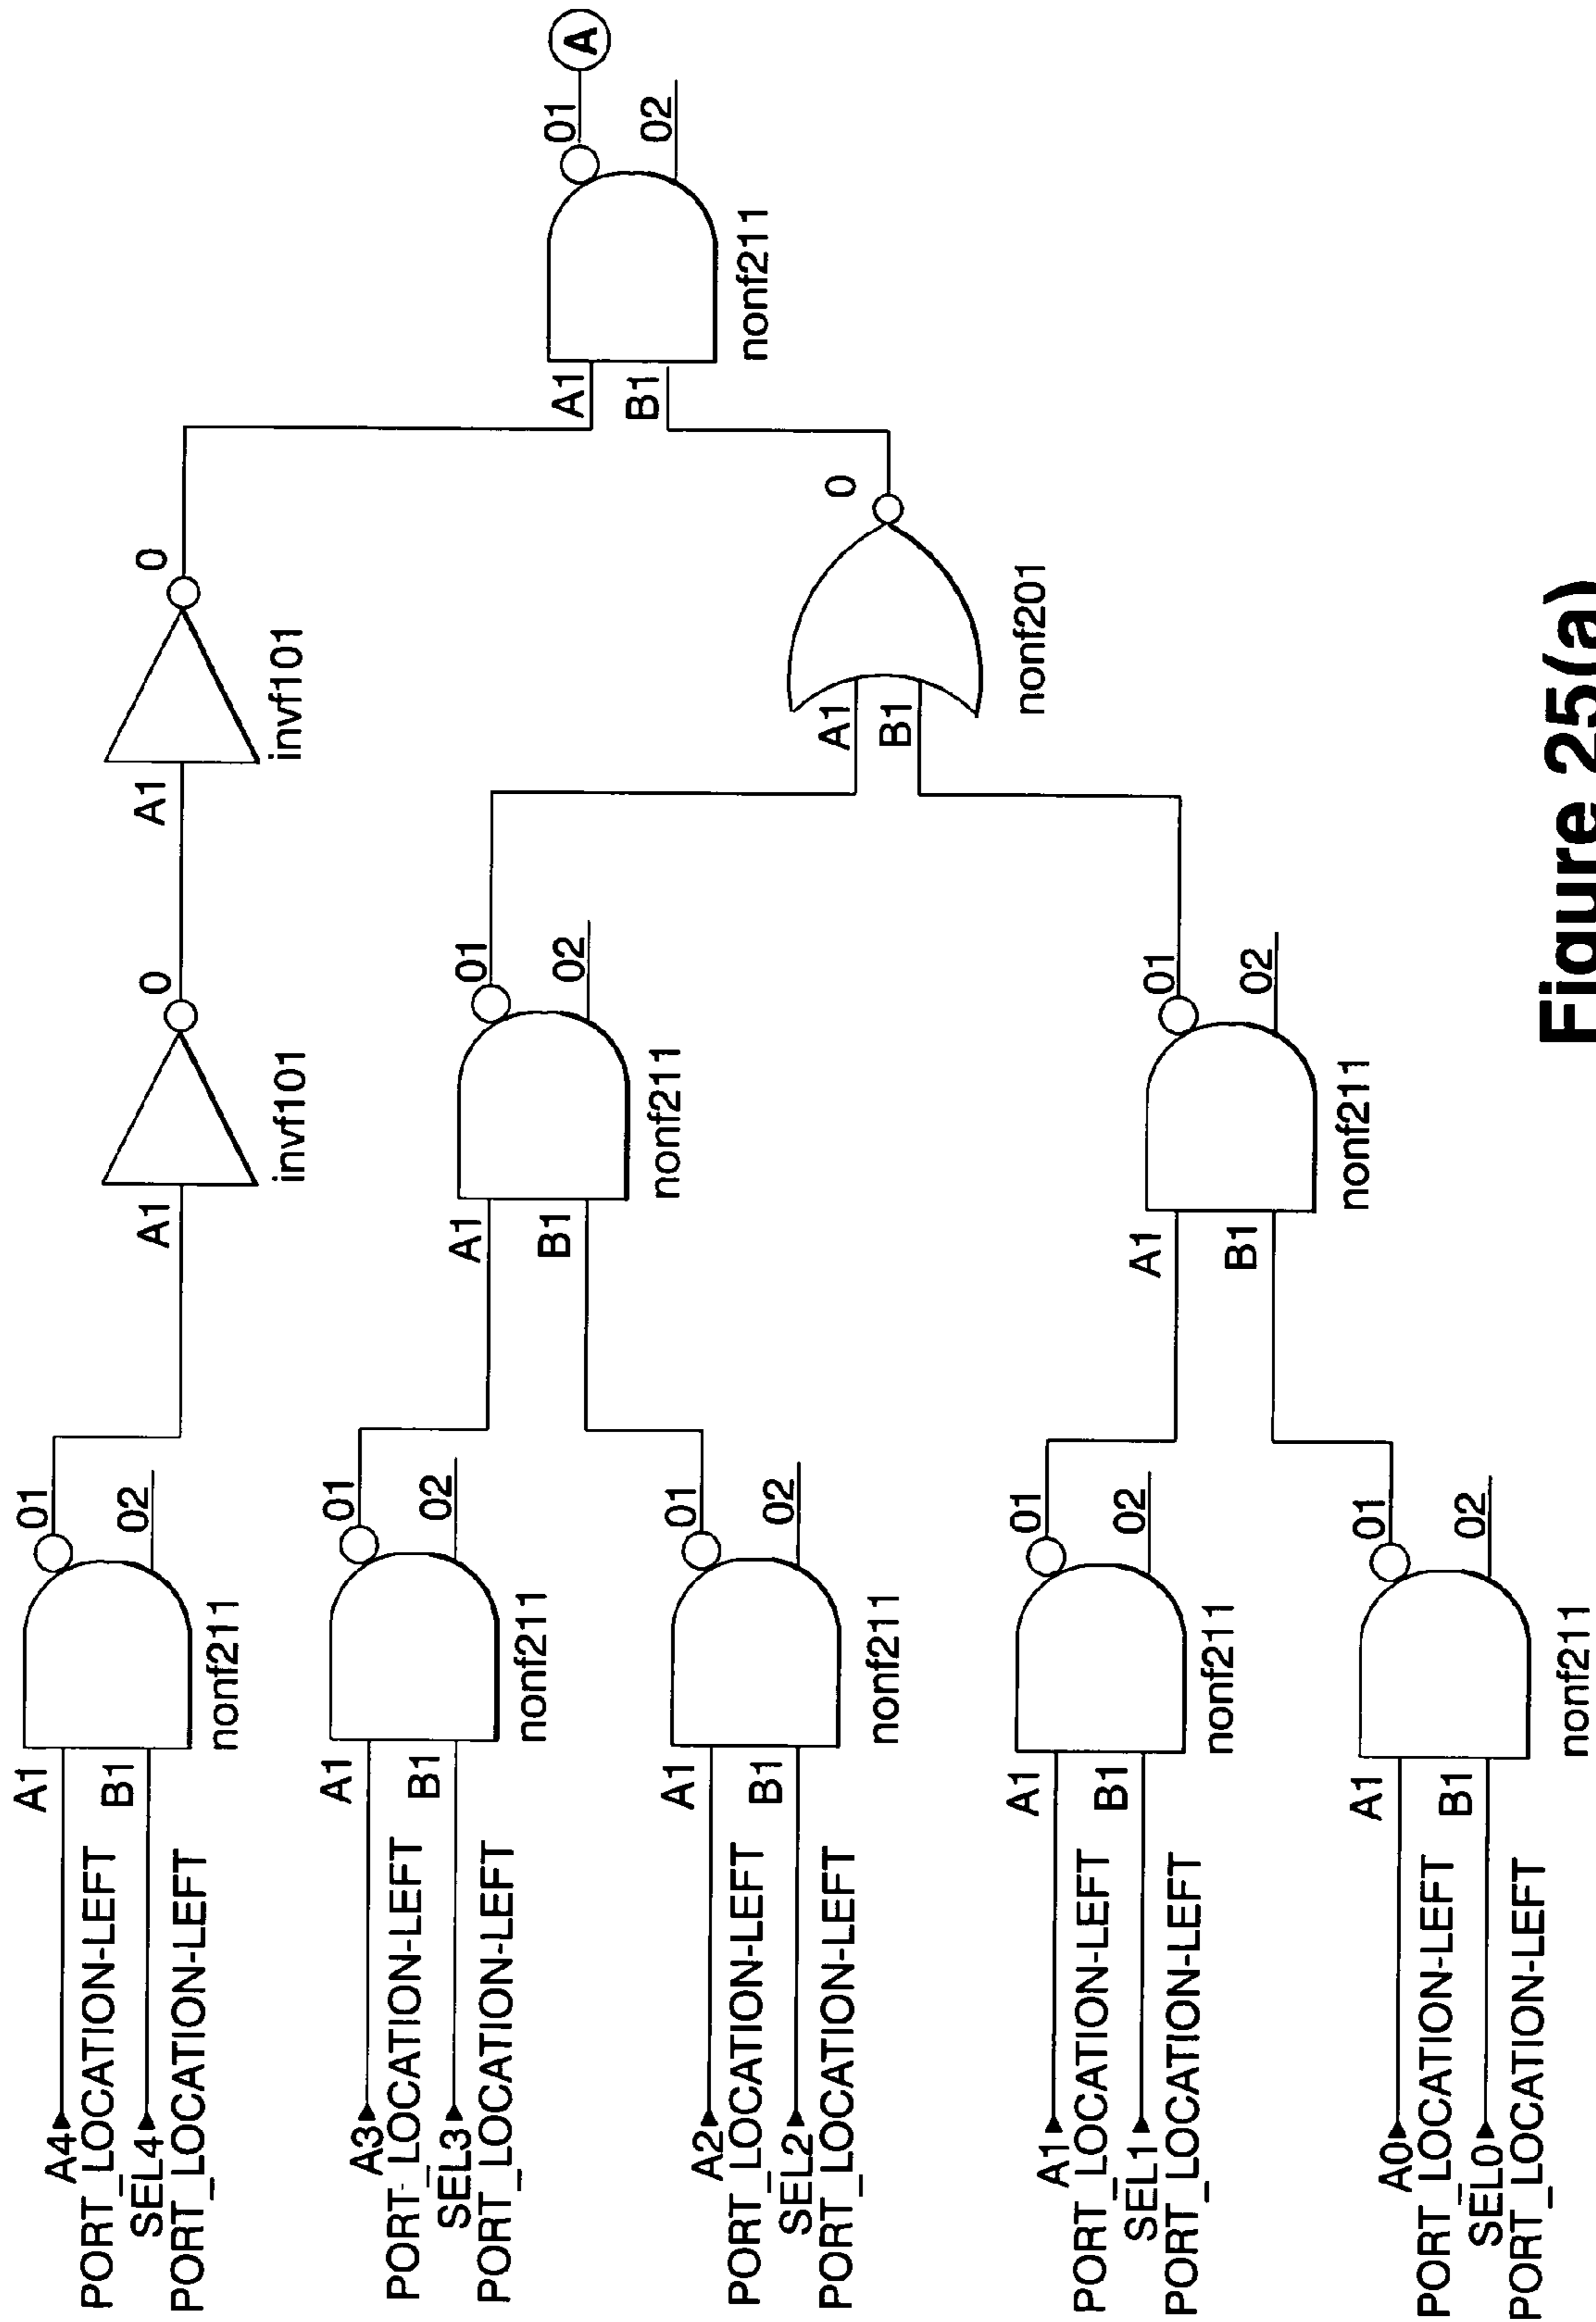 A4
PORT_LOCATION-LEFT
SEL4
PORT_LOCATION-LEFT
A1
B1
nonf211
01
02
A1
invf101
0
A1
invf101
0
A3
PORT-_LOCATION-LEFT
SEL3
PORT_LOCATION-LEFT
A1
B1
nonf211
01
02
A2
PORT_LOCATION-LEFT
SEL2
PORT_LOCATION-LEFT
A1
B1
nonf211
01
02
A1
B1
nonf211
01
02
A1
PORT_LOCATION-LEFT
SEL1
PORT_LOCATION-LEFT
A1
B1
nonf211
01
02
A0
PORT_LOCATION-LEFT
SEL0
PORT_LOCATION-LEFT
A1
B1
nonf211
01
02
A1
B1
nonf211
01
02
A1
B1
nonf201
0
A1
B1
nonf211
01
02
A
Figure 25(a)